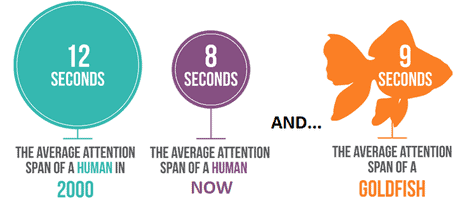 12
SECONDS
THE AVERAGE ATTENTION
SPAN OF A HUMAN IN
2000
8
SECONDS
THE AVERAGE ATTENTION
SPAN OF A HUMAN
NOW
AND...
9
SECONDS
THE AVERAGE ATTENTION
SPAN OF A
GOLDFISH